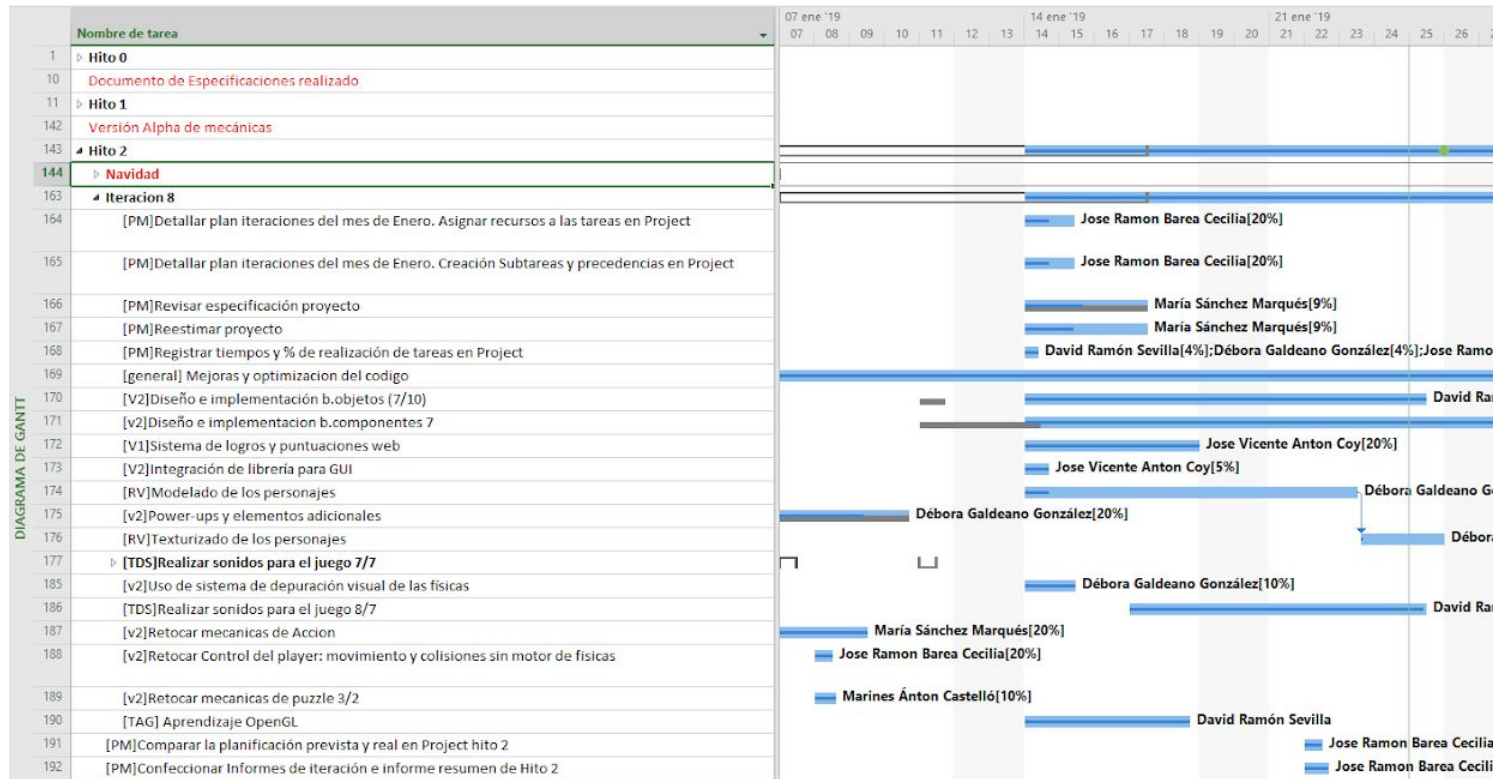 07 ene '19 14 ene '19 21 ene '19
Nombre de tarea 07 08 09 10 11 12 13 14 15 16 17 18 19 20 21 22 23 24 25 26 2
1 Hito 0
10 Documento de Especificaciones realizado
11 Hito 1
142 Versión Alpha de mecánicas
143 Hito 2
144 Navidad
163 Iteracion 8
164 [PM]Detallar plan iteraciones del mes de Enero. Asignar recursos a las tareas en Project Jose Ramon Barea Cecilia[20%]
165 [PM]Detallar plan iteraciones del mes de Enero. Creación Subtareas y precedencias en Project Jose Ramon Barea Cecilia[20%]
166 [PM]Revisar especificación proyecto María Sánchez Marqués[9%]
167 [PM]Reestimar proyecto María Sánchez Marqués[9%]
168 [PM]Registrar tiempos y % de realización de tareas en Project David Ramón Sevilla[4%];Débora Galdeano González[4%];Jose Ramo
169 [general] Mejoras y optimizacion del codigo
170 [V2]Diseño e implementación b.objetos (7/10) David Ra
171 [v2]Diseño e implementacion b.componentes 7
172 [V1]Sistema de logros y puntuaciones web Jose Vicente Anton Coy[20%]
173 [V2]Integración de librería para GUI Jose Vicente Anton Coy[5%]
174 [RV]Modelado de los personajes Débora Galdeano G
175 [v2]Power-ups y elementos adicionales Débora Galdeano González[20%]
176 [RV]Texturizado de los personajes Débora
177 [TDS]Realizar sonidos para el juego 7/7
185 [v2]Uso de sistema de depuración visual de las físicas Débora Galdeano González[10%]
186 [TDS]Realizar sonidos para el juego 8/7 David Ra
187 [v2]Retocar mecanicas de Accion María Sánchez Marqués[20%]
188 [v2]Retocar Control del player: movimiento y colisiones sin motor de fisicas Jose Ramon Barea Cecilia[20%]
189 [v2]Retocar mecanicas de puzzle 3/2 Marines Ánton Castelló[10%]
190 [TAG] Aprendizaje OpenGL David Ramón Sevilla
191 [PM]Comparar la planificación prevista y real en Project hito 2 Jose Ramon Barea Cecilia
192 [PM]Confeccionar Informes de iteración e informe resumen de Hito 2 Jose Ramon Barea Cecili
DIAGRAMA DE GANTT